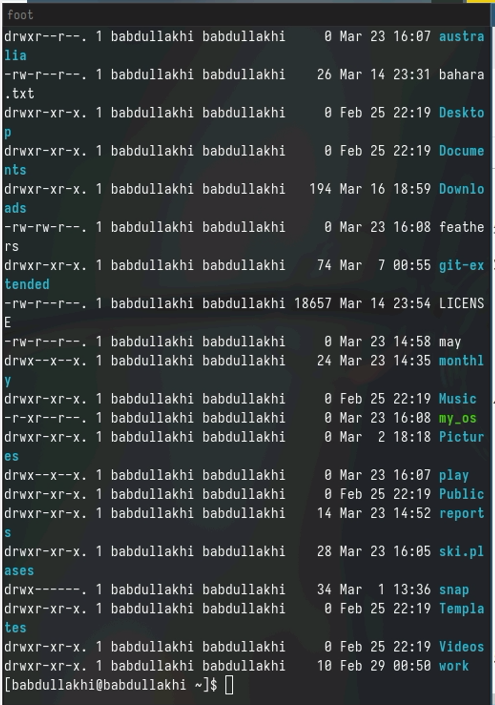 foot
drwxr--r--. 1 babdullakhi babdullakhi     0 Mar 23 16:07 austra
lia
-rw-r--r--. 1 babdullakhi babdullakhi    26 Mar 14 23:31 bahara
.txt
drwxr-xr-x. 1 babdullakhi babdullakhi     0 Feb 25 22:19 Deskto
p
drwxr-xr-x. 1 babdullakhi babdullakhi     0 Feb 25 22:19 Docume
nts
drwxr-xr-x. 1 babdullakhi babdullakhi   194 Mar 16 18:59 Downlo
ads
-rw-rw-r--. 1 babdullakhi babdullakhi     0 Mar 23 16:08 feathe
rs
drwxr-xr-x. 1 babdullakhi babdullakhi    74 Mar  7 00:55 git-ex
tended
-rw-r--r--. 1 babdullakhi babdullakhi 18657 Mar 14 23:54 LICENS
E
-rw-r--r--. 1 babdullakhi babdullakhi     0 Mar 23 14:58 may
drwx--x--x. 1 babdullakhi babdullakhi    24 Mar 23 14:35 monthl
y
drwxr-xr-x. 1 babdullakhi babdullakhi     0 Feb 25 22:19 Music
-r-xr--r--. 1 babdullakhi babdullakhi     0 Mar 23 16:08 my_os
drwxr-xr-x. 1 babdullakhi babdullakhi     0 Mar  2 18:18 Pictur
es
drwx--x--x. 1 babdullakhi babdullakhi     0 Mar 23 16:07 play
drwxr-xr-x. 1 babdullakhi babdullakhi     0 Feb 25 22:19 Public
drwxr-xr-x. 1 babdullakhi babdullakhi    14 Mar 23 14:52 report
s
drwxr-xr-x. 1 babdullakhi babdullakhi    28 Mar 23 16:05 ski.pl
ases
drwx------. 1 babdullakhi babdullakhi    34 Mar  1 13:36 snap
drwxr-xr-x. 1 babdullakhi babdullakhi     0 Feb 25 22:19 Templa
tes
drwxr-xr-x. 1 babdullakhi babdullakhi     0 Feb 25 22:19 Videos
drwxr-xr-x. 1 babdullakhi babdullakhi    10 Feb 29 00:50 work
[babdullakhi@babdullakhi ~]$